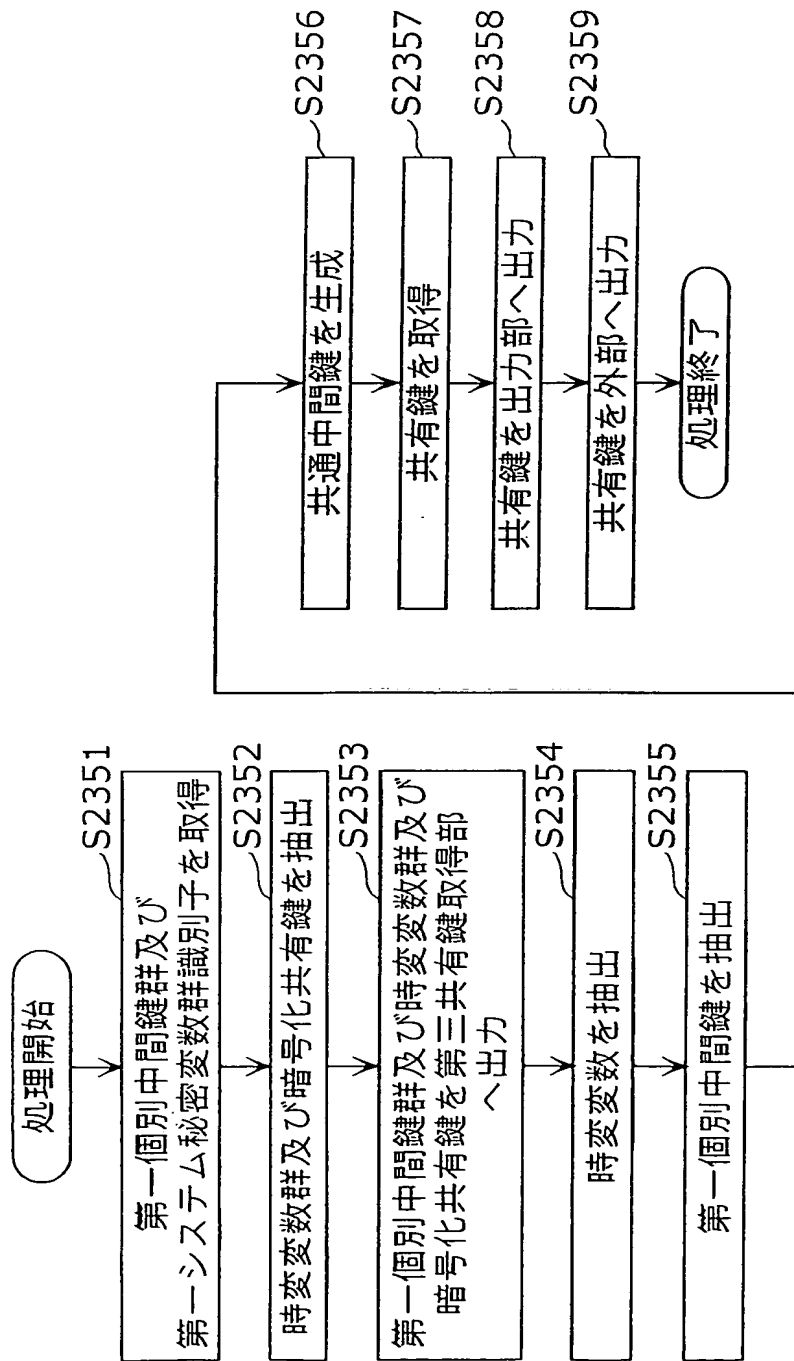 処理開始
S2351
第一個別中間鍵群及び
第一システム秘密変数群識別子を取得
S2352
時変変数群及び暗号化共有鍵を抽出
S2353
第一個別中間鍵群及び時変変数群及び
暗号化共有鍵を第三共有鍵取得部
へ出力
S2354
時変変数を抽出
S2355
第一個別中間鍵を抽出
S2356
共通中間鍵を生成
S2357
共有鍵を取得
S2358
共有鍵を出力部へ出力
S2359
共有鍵を外部へ出力
処理終了